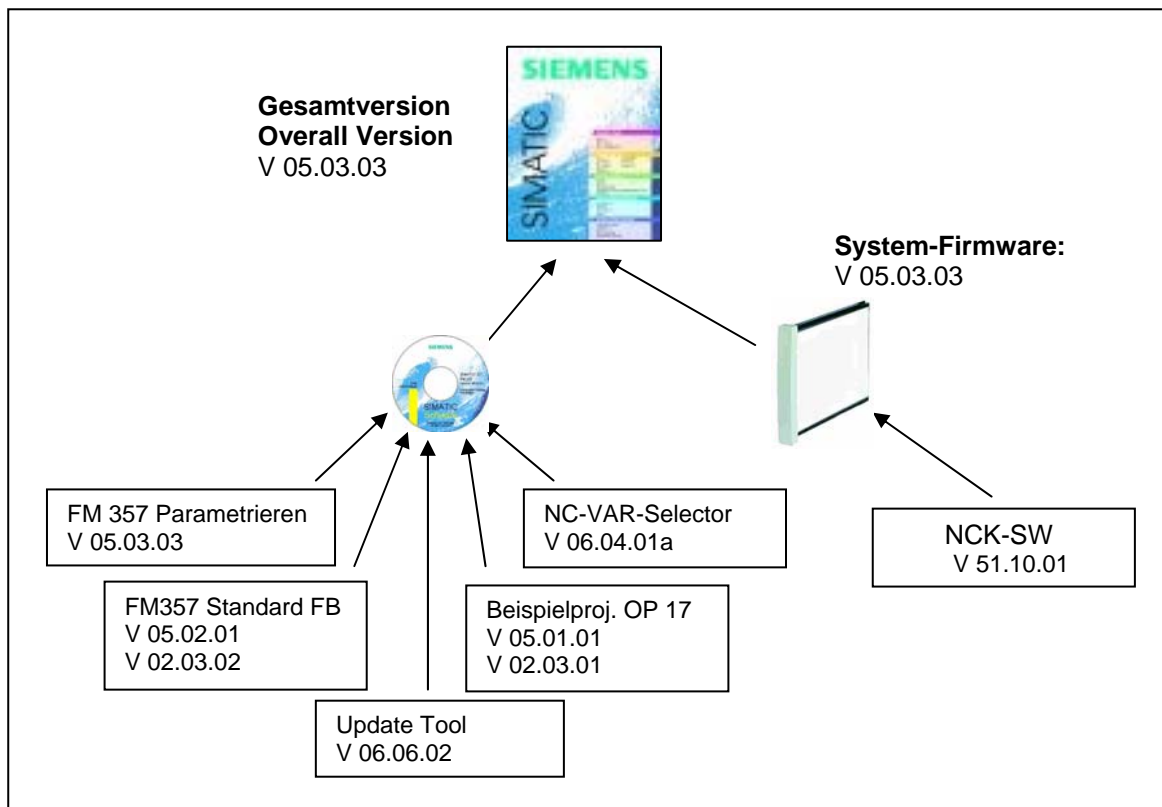 SIEMENS
SIMATIC
Gesamtversion
Overall Version
V 05.03.03
System-Firmware:
V 05.03.03
SIEMENS
SIMATIC
FM 357 Parametrieren
V 05.03.03
NC-VAR-Selector
V 06.04.01a
NCK-SW
V 51.10.01
FM357 Standard FB
V 05.02.01
V 02.03.02
Beispielproj. OP 17
V 05.01.01
V 02.03.01
Update Tool
V 06.06.02